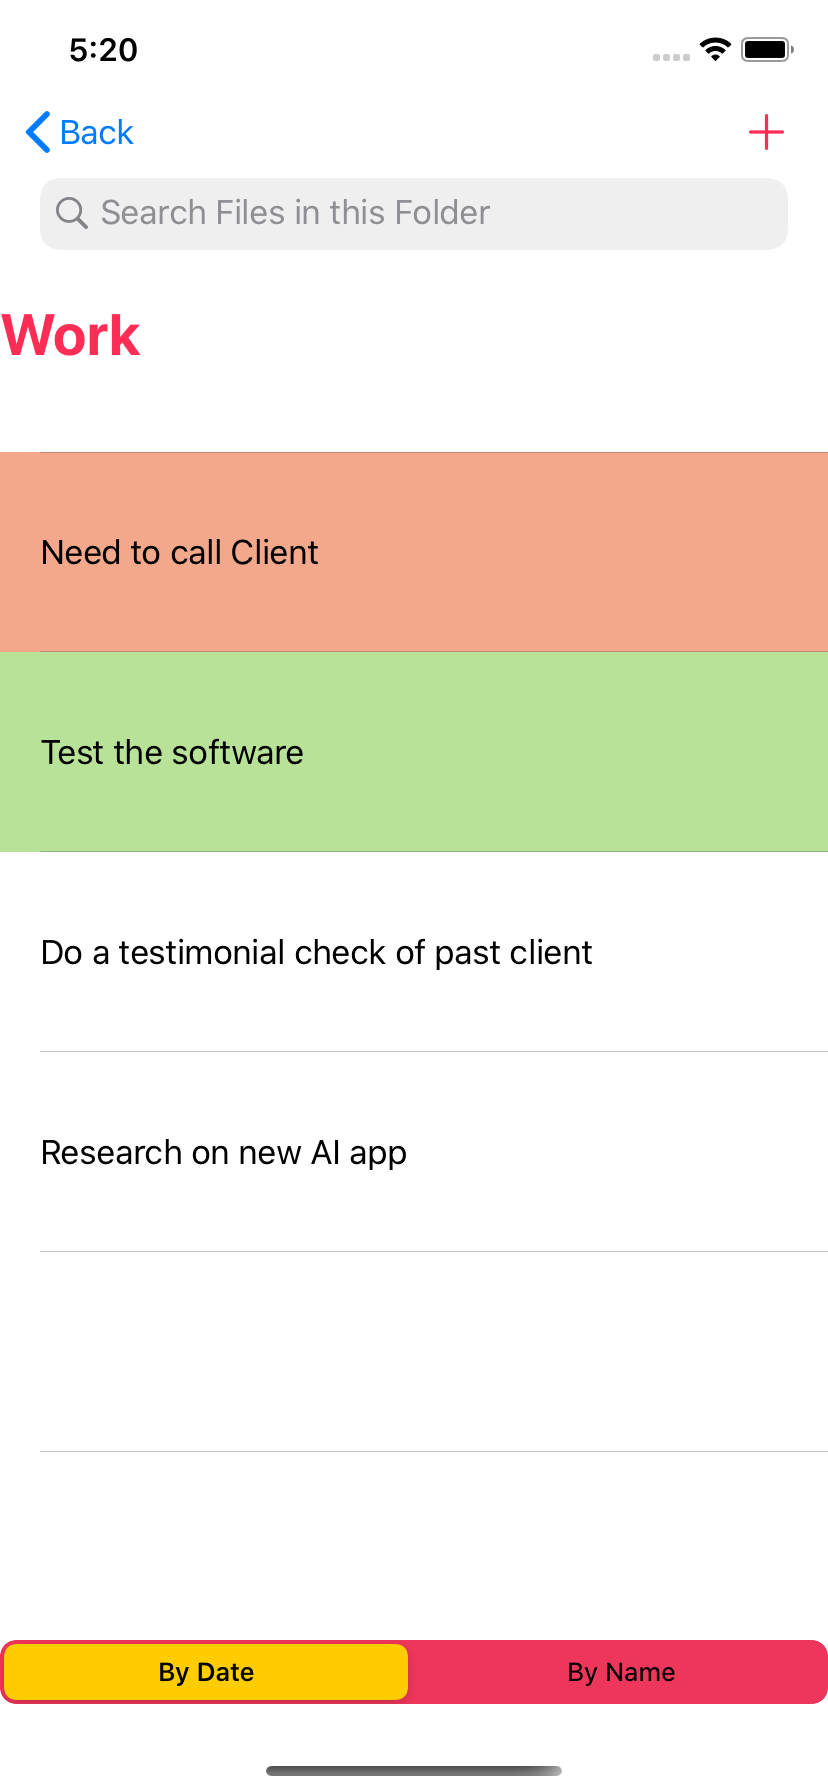 5:20
Back
Search Files in this Folder
Work
Need to call Client
Test the software
Do a testimonial check of past client
Research on new AI app
By Date
By Name